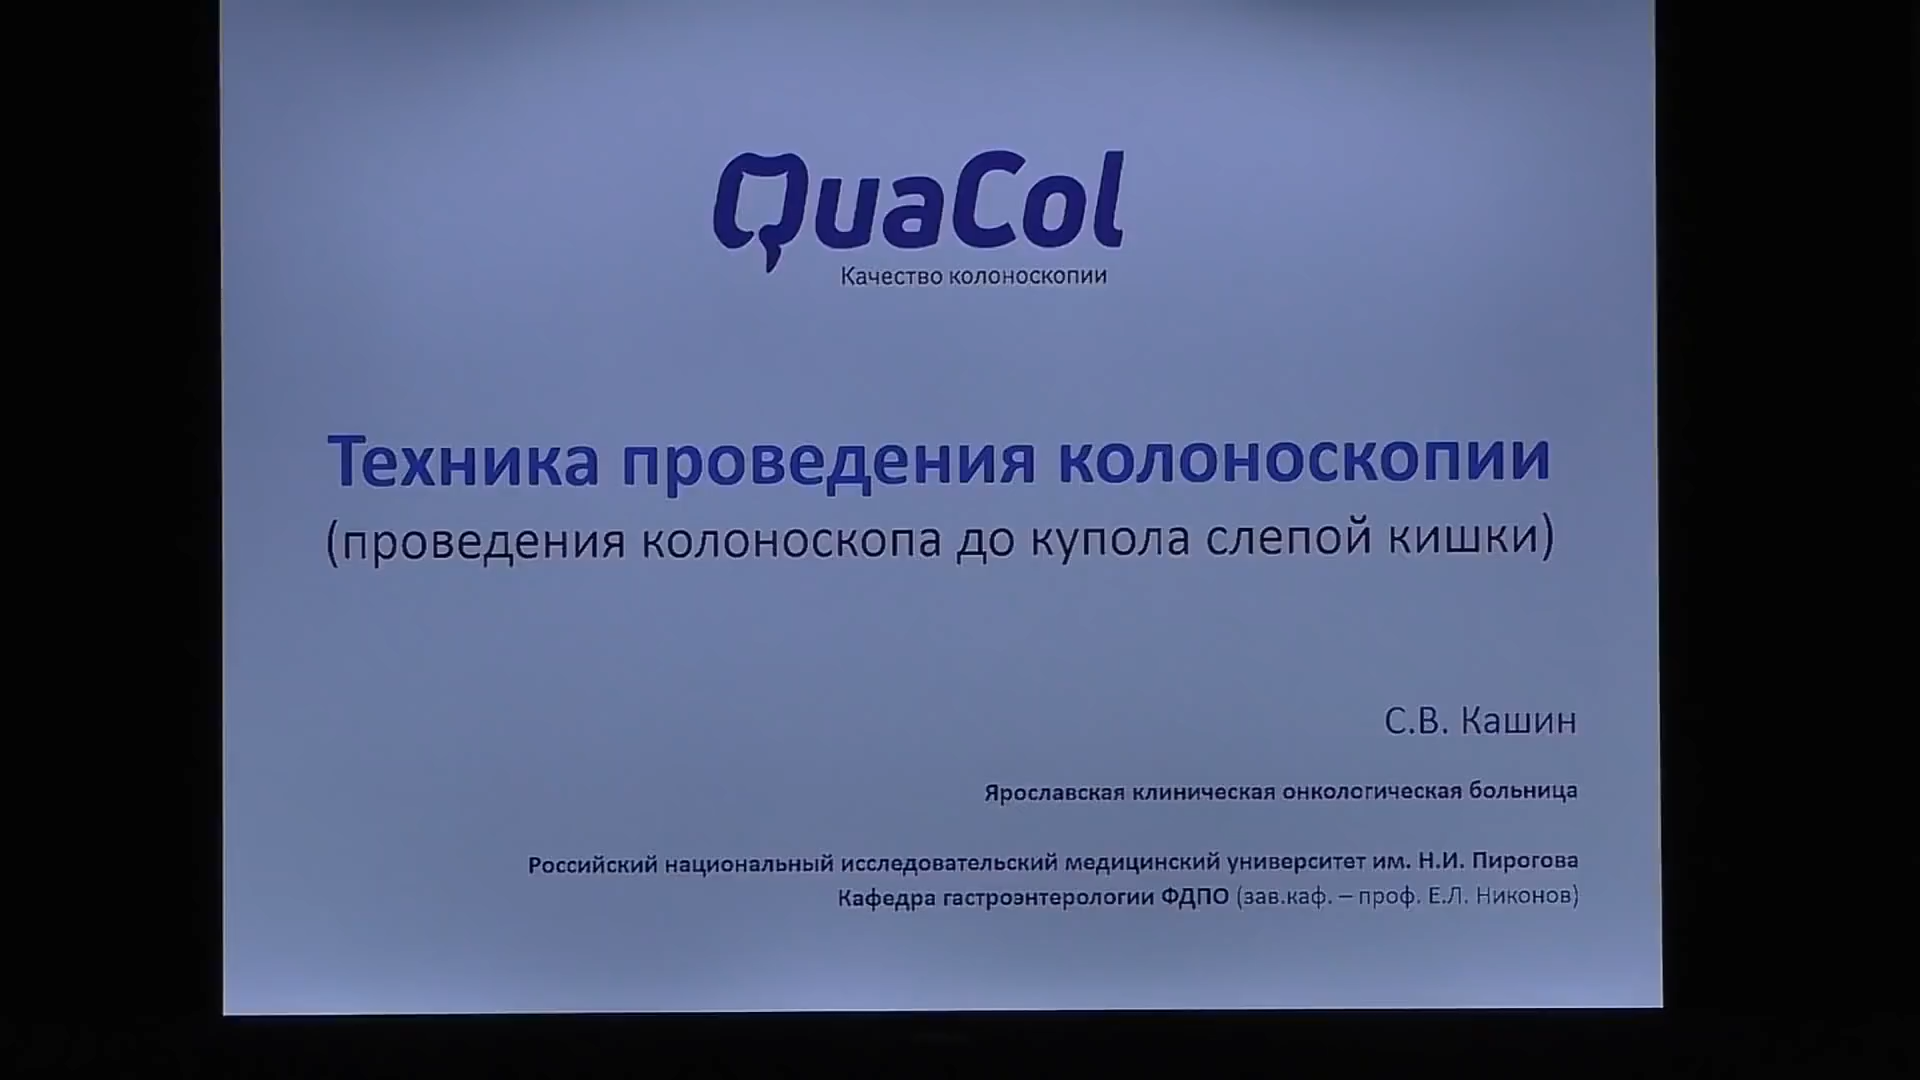 QuaCol
Качество колоноскопии
Техника проведения колоноскопии
(проведения колоноскопа до купола слепой кишки)
С.В. Кашин
Ярославская клиническая онкологическая больница
Российский национальный исследовательский медицинский университет им. Н.И. Пирогова
Кафедра гастроэнтерологии ФДПО (зав.каф. – проф. Е.Л. Никонов)